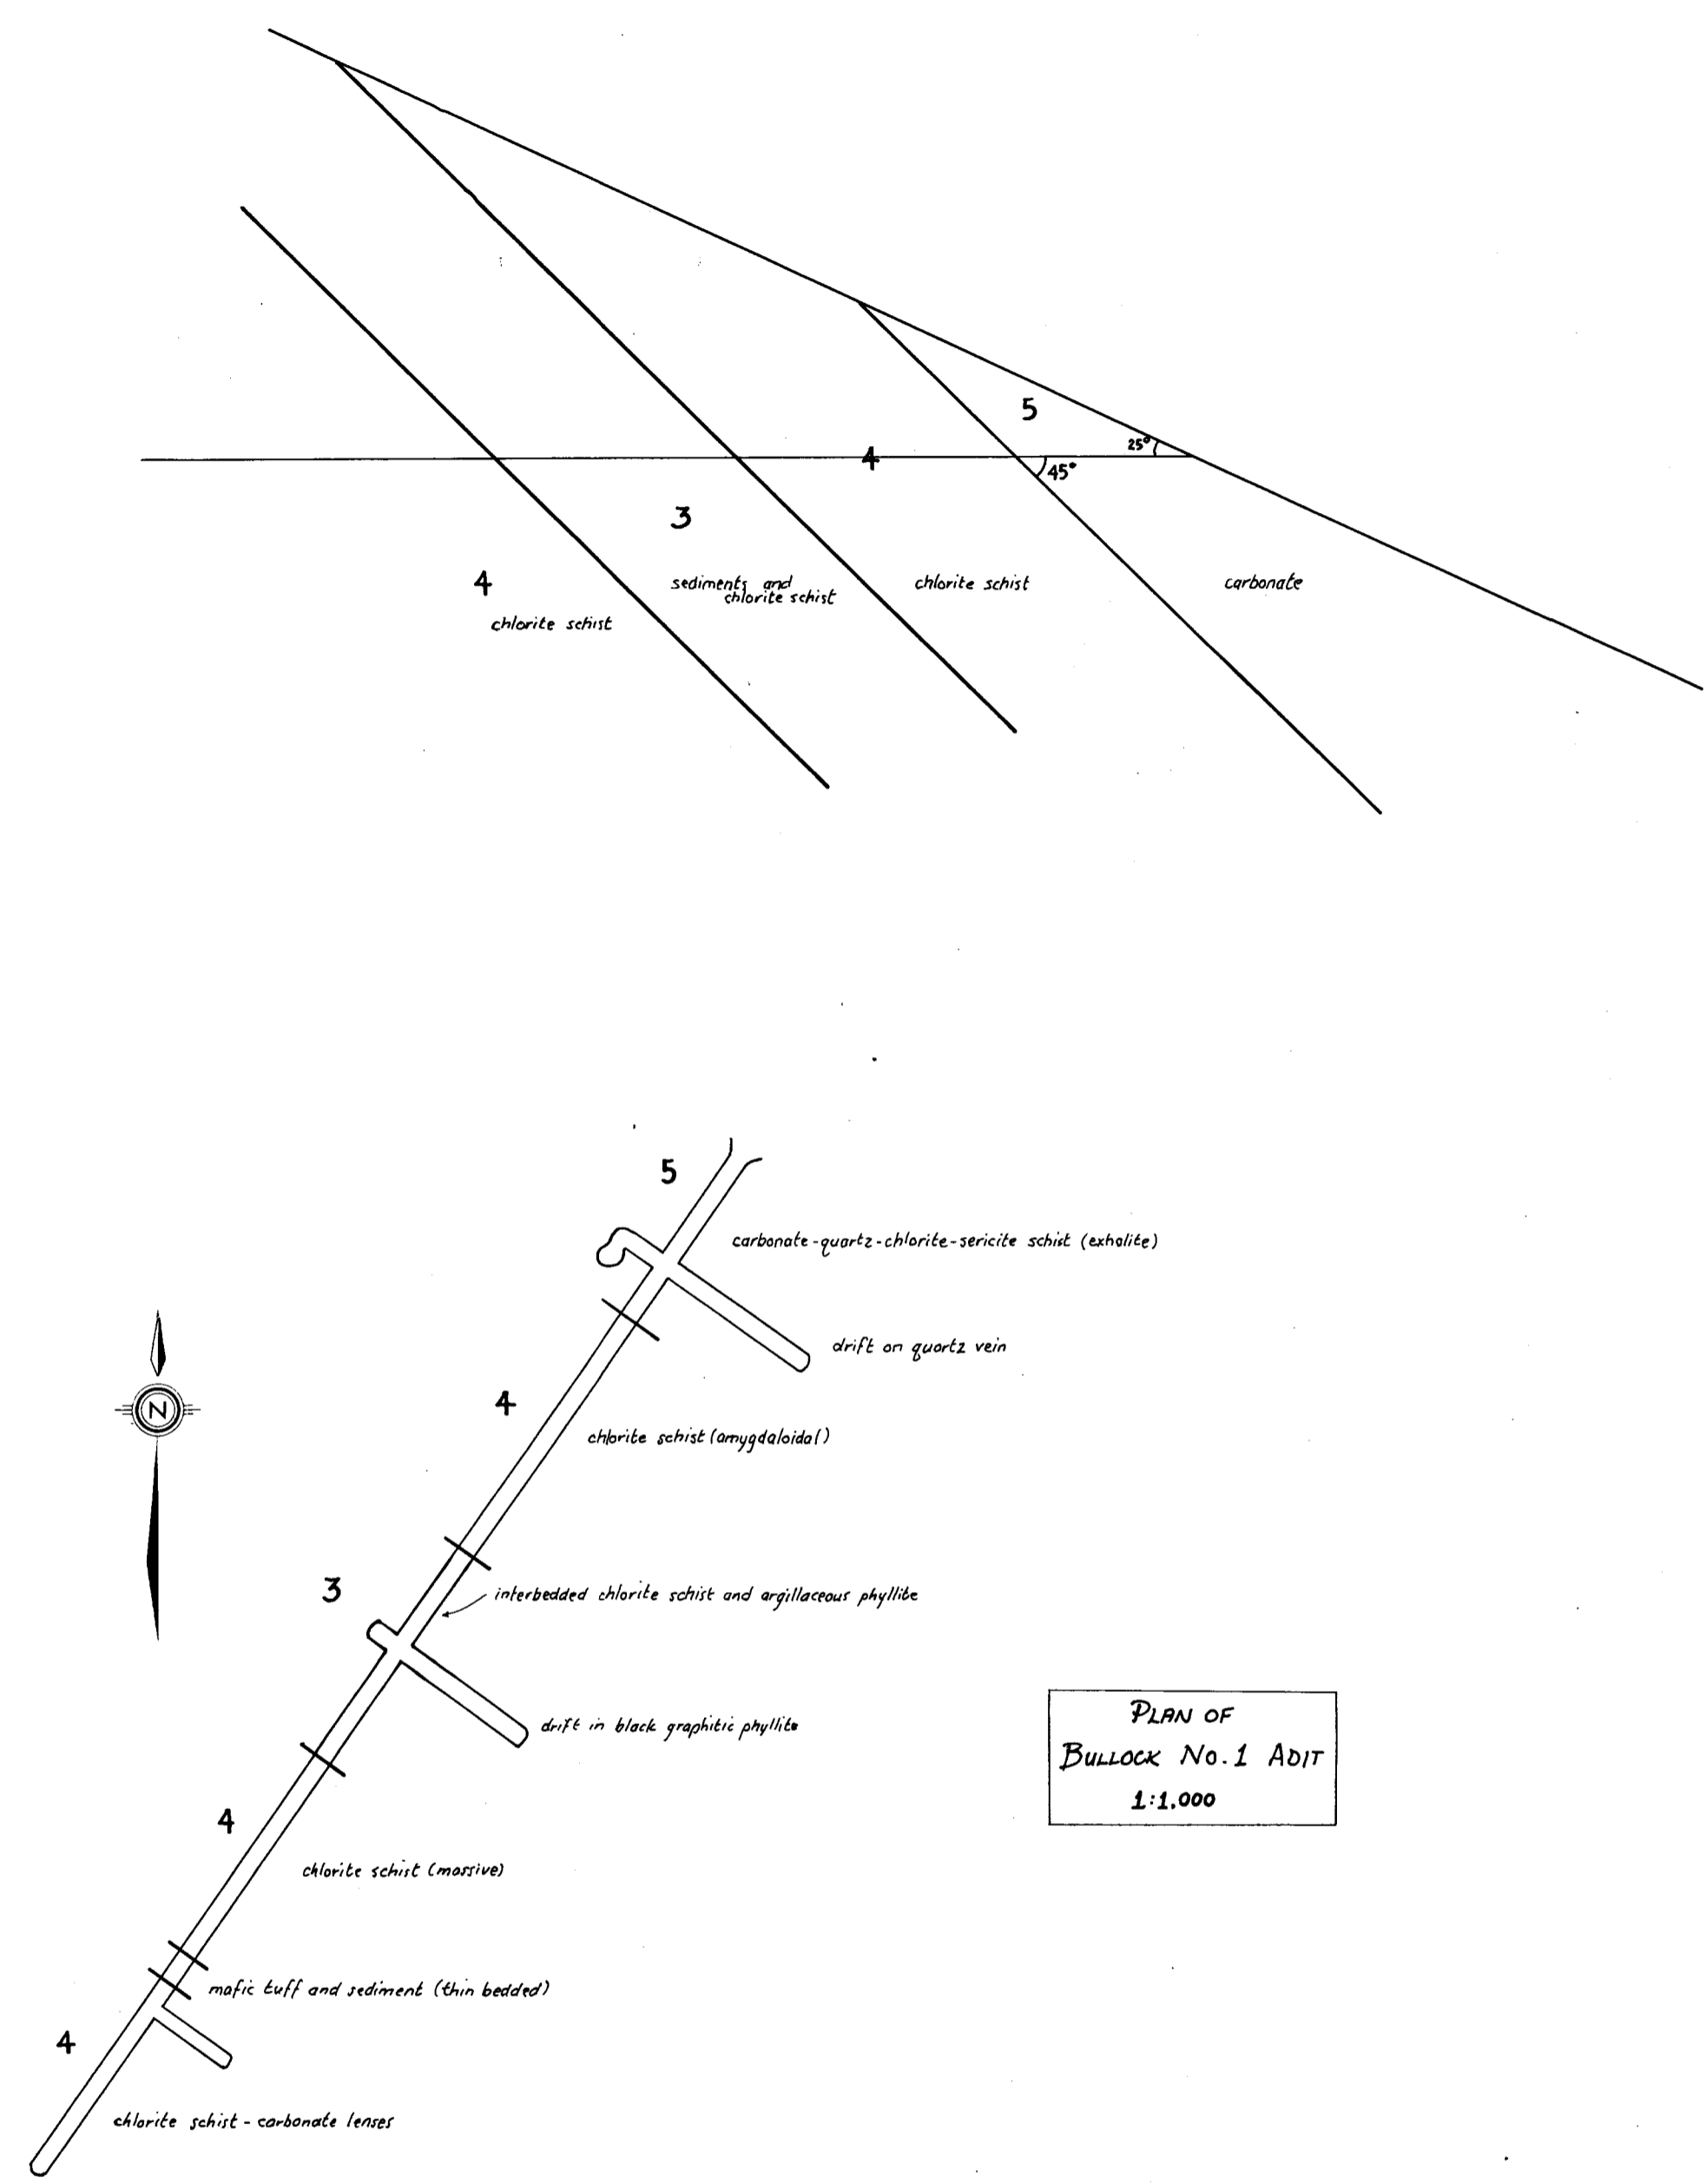 5
25°
4
45°
3
4
sediments and
chlorite schist
chlorite schist
carbonate
chlorite schist
5
carbonate-quartz-chlorite-sericite schist (exhalite)
drift on quartz vein
4
N
chlorite schist (amygdaloidal)
3
interbedded chlorite schist and argillaceous phyllite
drift in black graphitic phyllite
PLAN OF
BULLOCK NO.1 ADIT
1:1,000
4
chlorite schist (massive)
mafic tuff and sediment (thin bedded)
4
chlorite schist - carbonate lenses